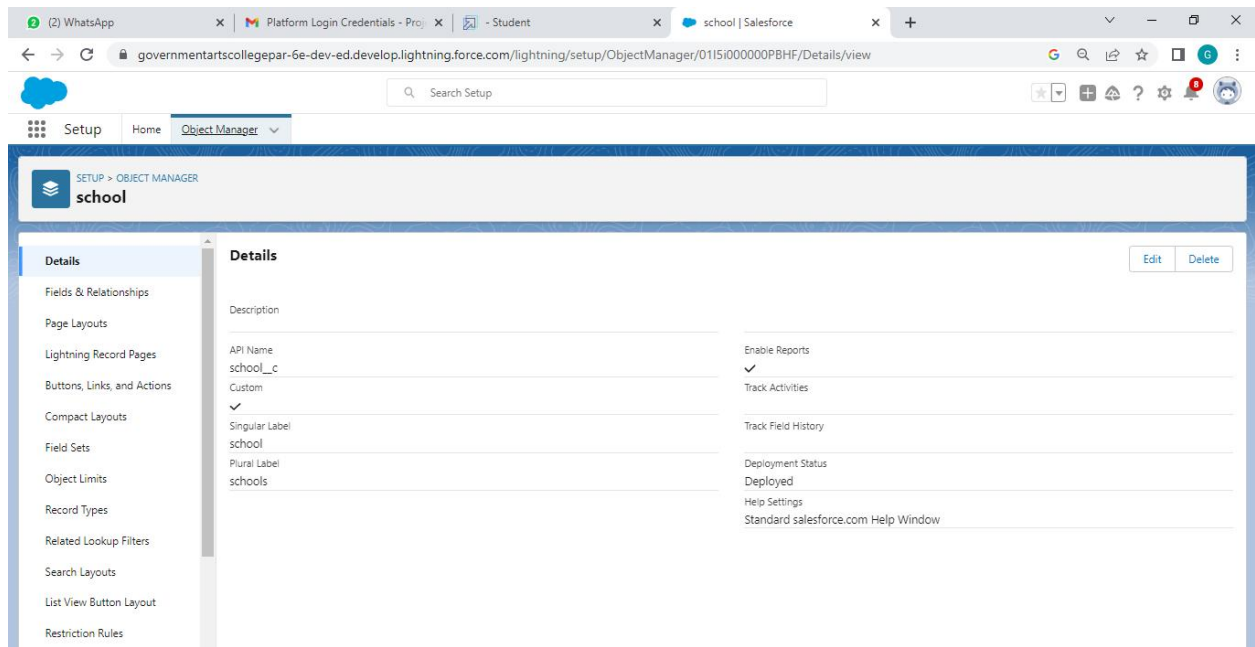 (2) WhatsApp
Platform Login Credentials - Proj
- Student
school | Salesforce
governmentartscollegepar-6e-dev-ed.develop.lightning.force.com/lightning/setup/ObjectManager/01I5i000000PBHF/Details/view
G
G
Search Setup
8
Setup
Home
Object Manager
SETUP > OBJECT MANAGER
school
Details
Fields & Relationships
Page Layouts
Lightning Record Pages
Buttons, Links, and Actions
Compact Layouts
Field Sets
Object Limits
Record Types
Related Lookup Filters
Search Layouts
List View Button Layout
Restriction Rules
Details
Edit
Delete
Description
API Name
school__c
Custom
Singular Label
school
Plural Label
schools
Enable Reports
Track Activities
Track Field History
Deployment Status
Deployed
Help Settings
Standard salesforce.com Help Window